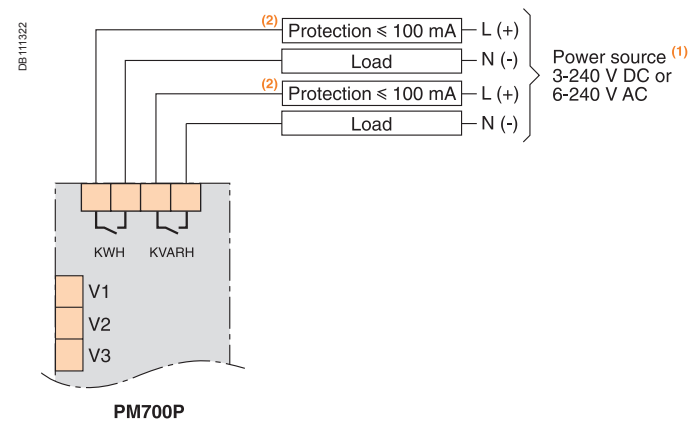 DB111322
(2) Protection ≤ 100 mA L (+)
Load N (-)
(2) Protection ≤ 100 mA L (+)
Load N (-)
Power source (1)
3-240 V DC or
6-240 V AC
KWH KVARH
V1
V2
V3
PM700P